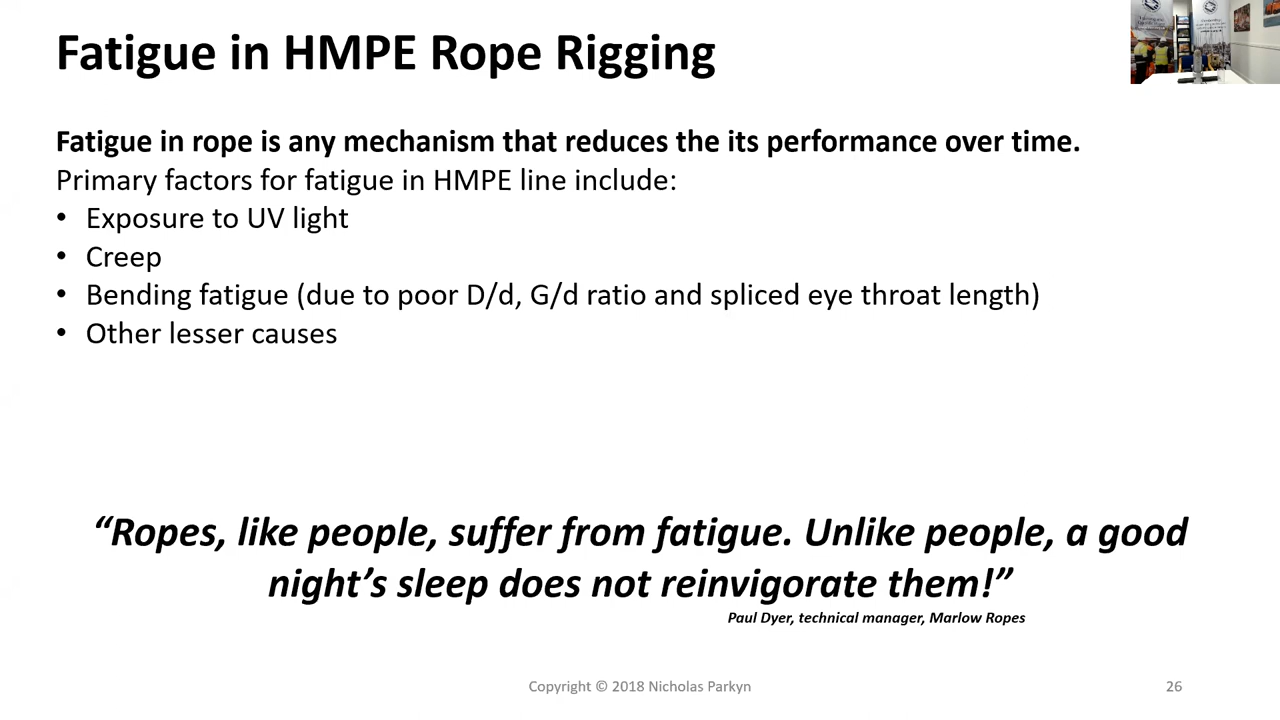 Fatigue in HMPE Rope Rigging
Fatigue in rope is any mechanism that reduces the its performance over time.
Primary factors for fatigue in HMPE line include:
• Exposure to UV light
• Creep
• Bending fatigue (due to poor D/d, G/d ratio and spliced eye throat length)
• Other lesser causes
“Ropes, like people, suffer from fatigue. Unlike people, a good
night’s sleep does not reinvigorate them!”
Paul Dyer, technical manager, Marlow Ropes
Copyright © 2018 Nicholas Parkyn
26